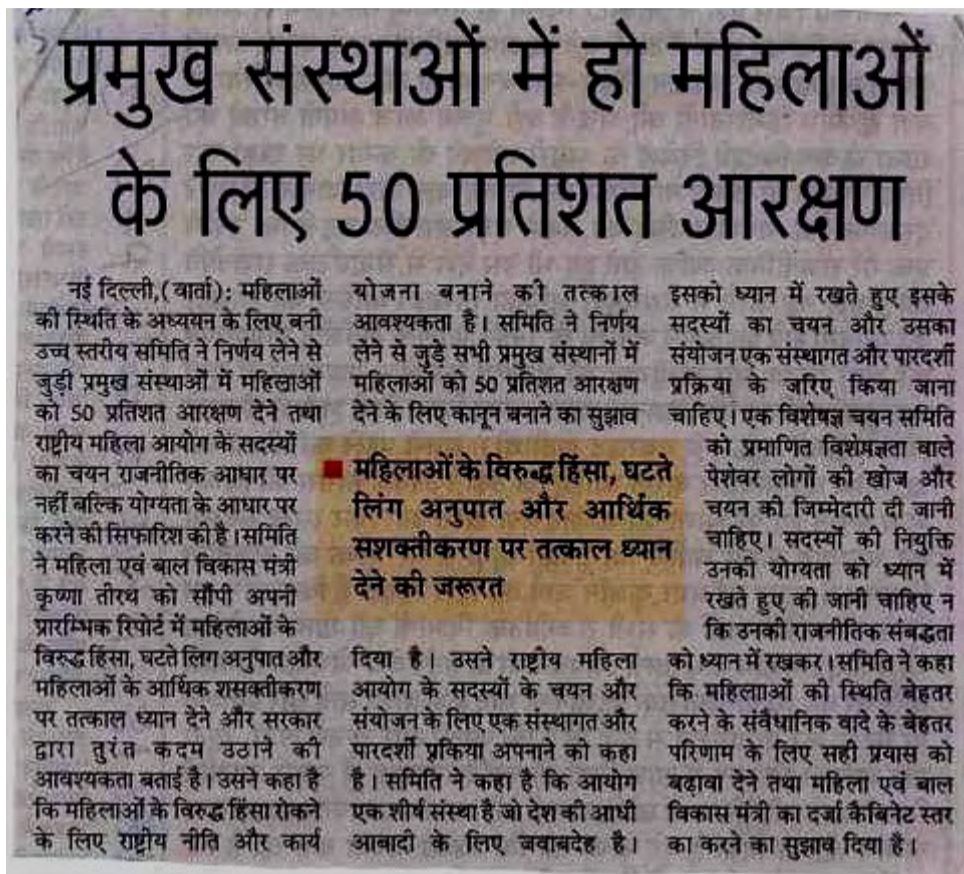 प्रमुख संस्थाओं में हो महिलाओं
के लिए 50 प्रतिशत आरक्षण
नई दिल्ली,(वार्ता): महिलाओं
की स्थिति के अध्ययन के लिए बनी
उच्च स्तरीय समिति ने निर्णय लेने से
जुड़ी प्रमुख संस्थाओं में महिलाओं
को 50 प्रतिशत आरक्षण देने तथा
राष्ट्रीय महिला आयोग के सदस्यों
का चयन राजनीतिक आधार पर
नहीं बल्कि योग्यता के आधार पर
करने की सिफारिश की है।समिति
ने महिला एवं बाल विकास मंत्री
कृष्णा तीरथ को सौंपी अपनी
प्रारम्भिक रिपोर्ट में महिलाओं के
विरुद्ध हिंसा, घटते लिग अनुपात और
महिलाओं के आर्थिक शसक्तीकरण
पर तत्काल ध्यान देने और सरकार
द्वारा तुरंत कदम उठाने की
आवश्यकता बताई है। उसने कहा है
कि महिलाओं के विरुद्ध हिंसा रोकने
के लिए राष्ट्रीय नीति और कार्य
योजना बनाने की तत्काल
आवश्यकता है। समिति ने निर्णय
लेने से जुड़े सभी प्रमुख संस्थानों में
महिलाओं को 50 प्रतिशत आरक्षण
देने के लिए कानून बनाने का सुझाव
महिलाओं के विरुद्ध हिंसा, घटते
लिंग अनुपात और आर्थिक
सशक्तीकरण पर तत्काल ध्यान
देने की जरूरत
दिया है। उसने राष्ट्रीय महिला
आयोग के सदस्यों के चयन और
संयोजन के लिए एक संस्थागत और
पारदर्शी प्रकिया अपनाने को कहा
है। समिति ने कहा है कि आयोग
एक शीर्ष संस्था है जो देश की आधी
आबादी के लिए जवाबदेह है।
इसको ध्यान में रखते हुए इसके
सदस्यों का चयन और उसका
संयोजन एक संस्थागत और पारदर्शी
प्रक्रिया के जरिए किया जाना
चाहिए। एक विशेषज्ञ चयन समिति
को प्रमाणित विशेषज्ञता वाले
पेशेवर लोगों की खोज और
चयन की जिम्मेदारी दी जानी
चाहिए। सदस्यों की नियुक्ति
उनकी योग्यता को ध्यान में
रखते हुए की जानी चाहिए न
कि उनकी राजनीतिक संबद्धता
को ध्यान में रखकर।समिति ने कहा
कि महिलााओं की स्थिति बेहतर
करने के संवैधानिक वादे के बेहतर
परिणाम के लिए सही प्रयास को
बढ़ावा देने तथा महिला एवं बाल
विकास मंत्री का दर्जा कैबिनेट स्तर
का करने का सुझाव दिया है।